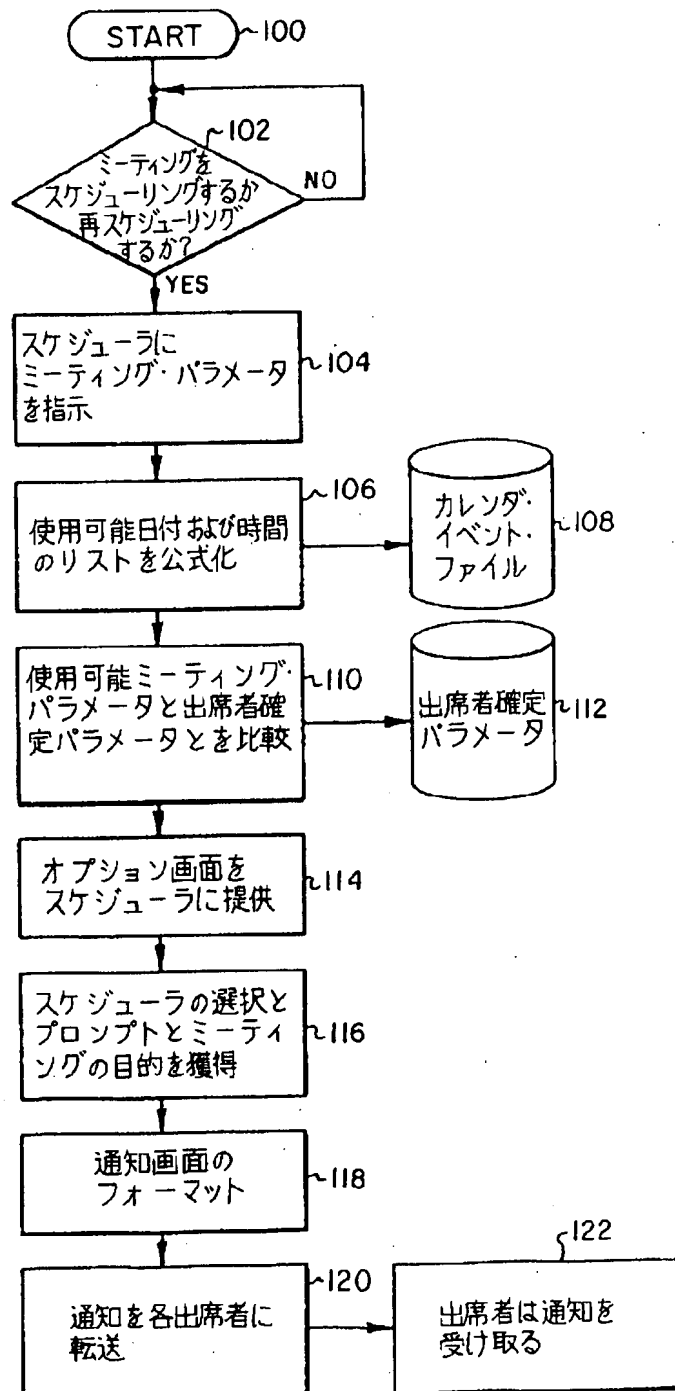 START
100
102
ミーティングを
スケジューリングするか
再スケジューリング
するか?
NO
YES
スケジューラに
ミーティング・パラメータ
を指示
104
106
使用可能日付および時間
のリストを公式化
カレンダ・
イベント・
ファイル
108
使用可能ミーティング・
パラメータと出席者確
定パラメータとを比較
110
出席者確定
パラメータ
112
オプション画面を
スケジューラに提供
114
スケジューラの選択と
プロンプトとミーティ
ングの目的を獲得
116
通知画面の
フォーマット
118
通知を各出席者に
転送
120
122
出席者は通知を
受け取る